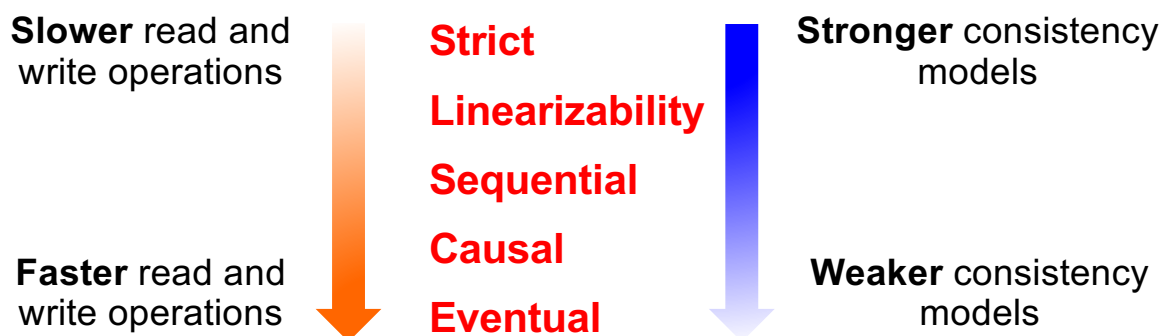 Slower read and
write operations
Strict
Linearizability
Sequential
Causal
Eventual
Stronger consistency
models
Faster read and
write operations
Weaker consistency
models